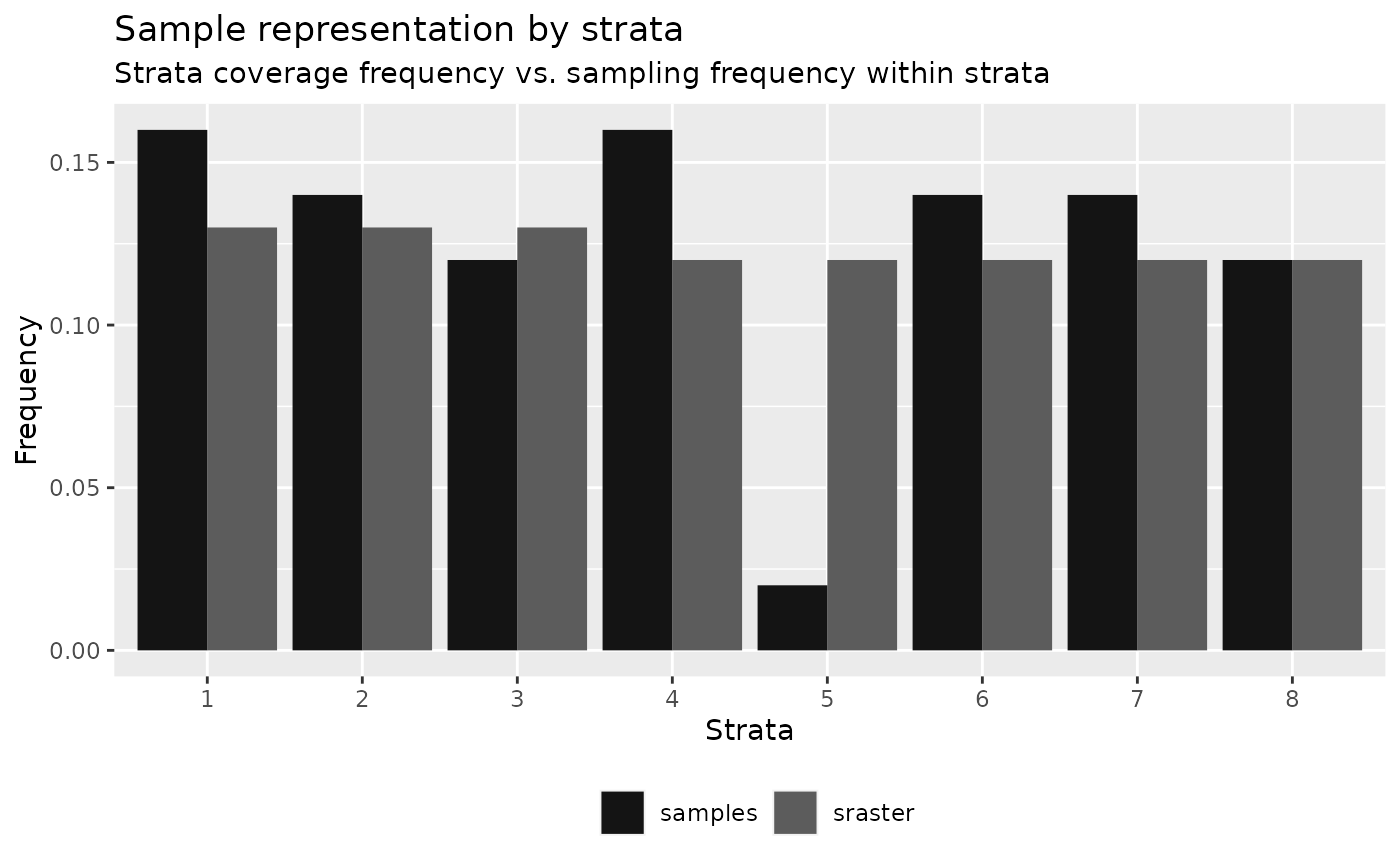 Sample representation by strata
Strata coverage frequency vs. sampling frequency within strata
Frequency
0.15
0.10
0.05
0.00
1 2 3 4 5 6 7 8
Strata
samples sraster